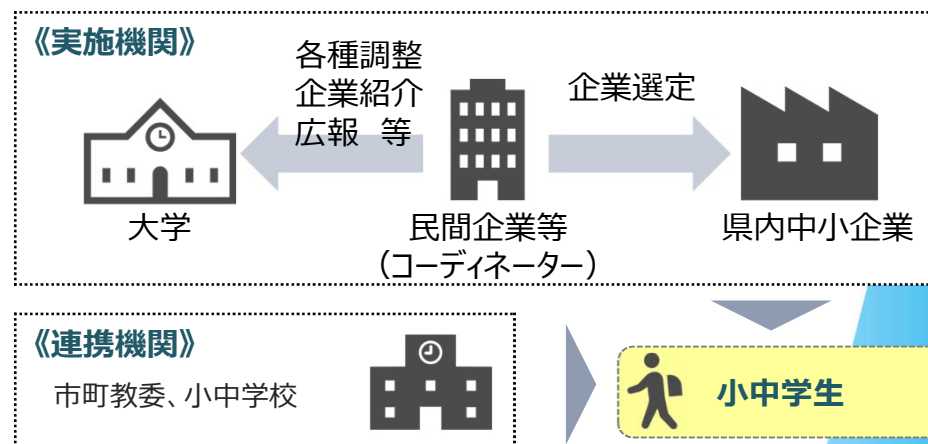 《実施機関》
各種調整
企業紹介
広報 等
企業選定
大学
民間企業等
（コーディネーター）
県内中小企業
《連携機関》
市町教委、小中学校
小中学生